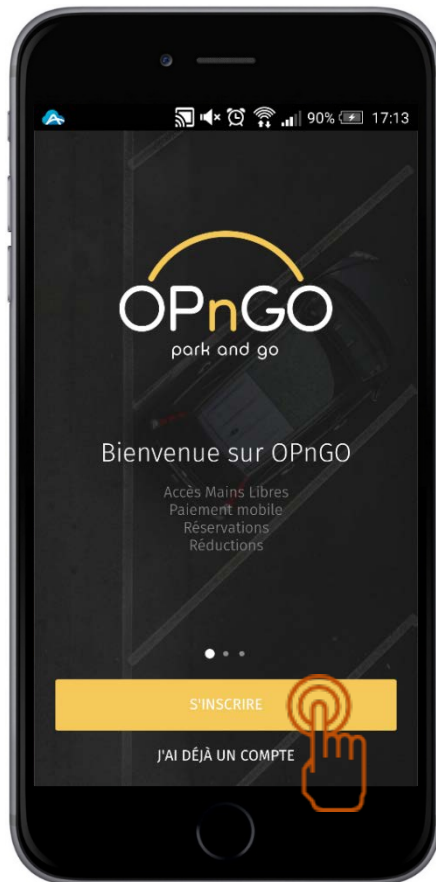 90% 17:13
OPnGO
park and go
Bienvenue sur OPnGO
Accès Mains Libres
Paiement mobile
Réservations
Réductions
S'INSCRIRE
J'AI DÉJÀ UN COMPTE